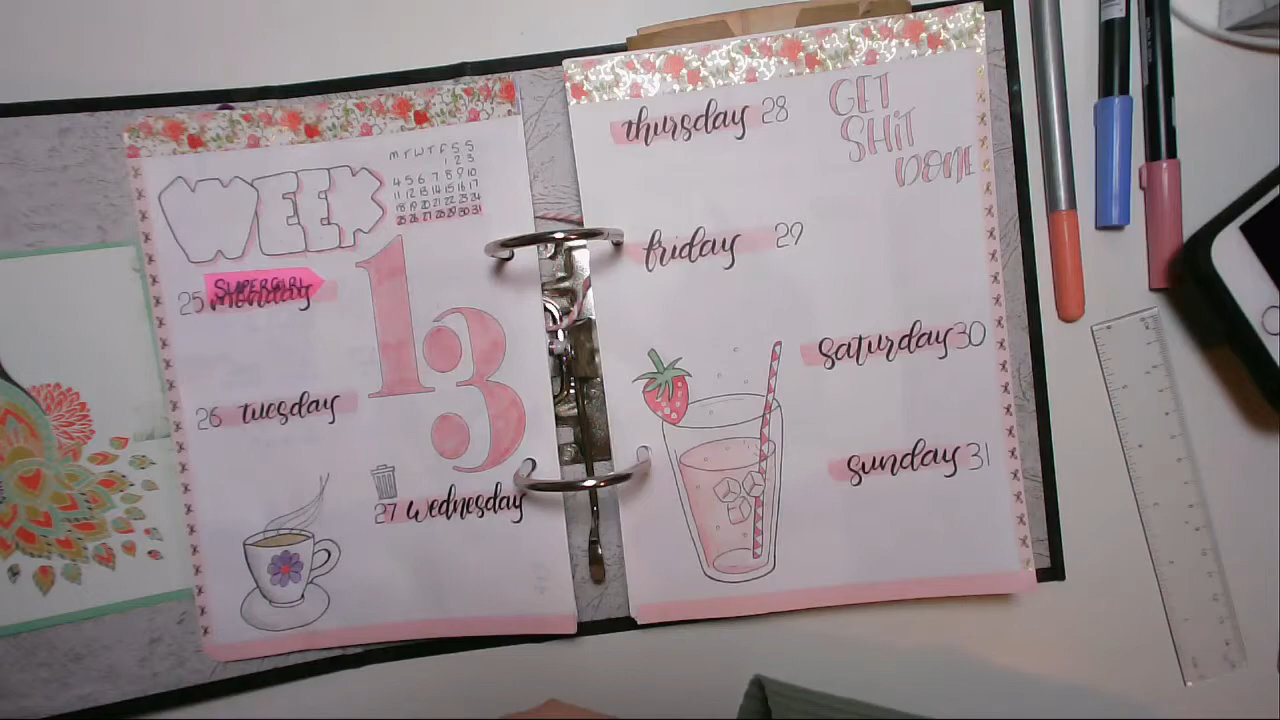 WEEK
M T W T F S S
1 2 3
4 5 6 7 8 9 10
11 12 13 14 15 16 17
18 19 20 21 22 23 24
25 26 27 28 29 30 31
13
SUPERGIRL
25 monday
26 tuesday
27 wednesday
thursday 28
GET
SHiT
DONE
friday 29
saturday 30
sunday 31